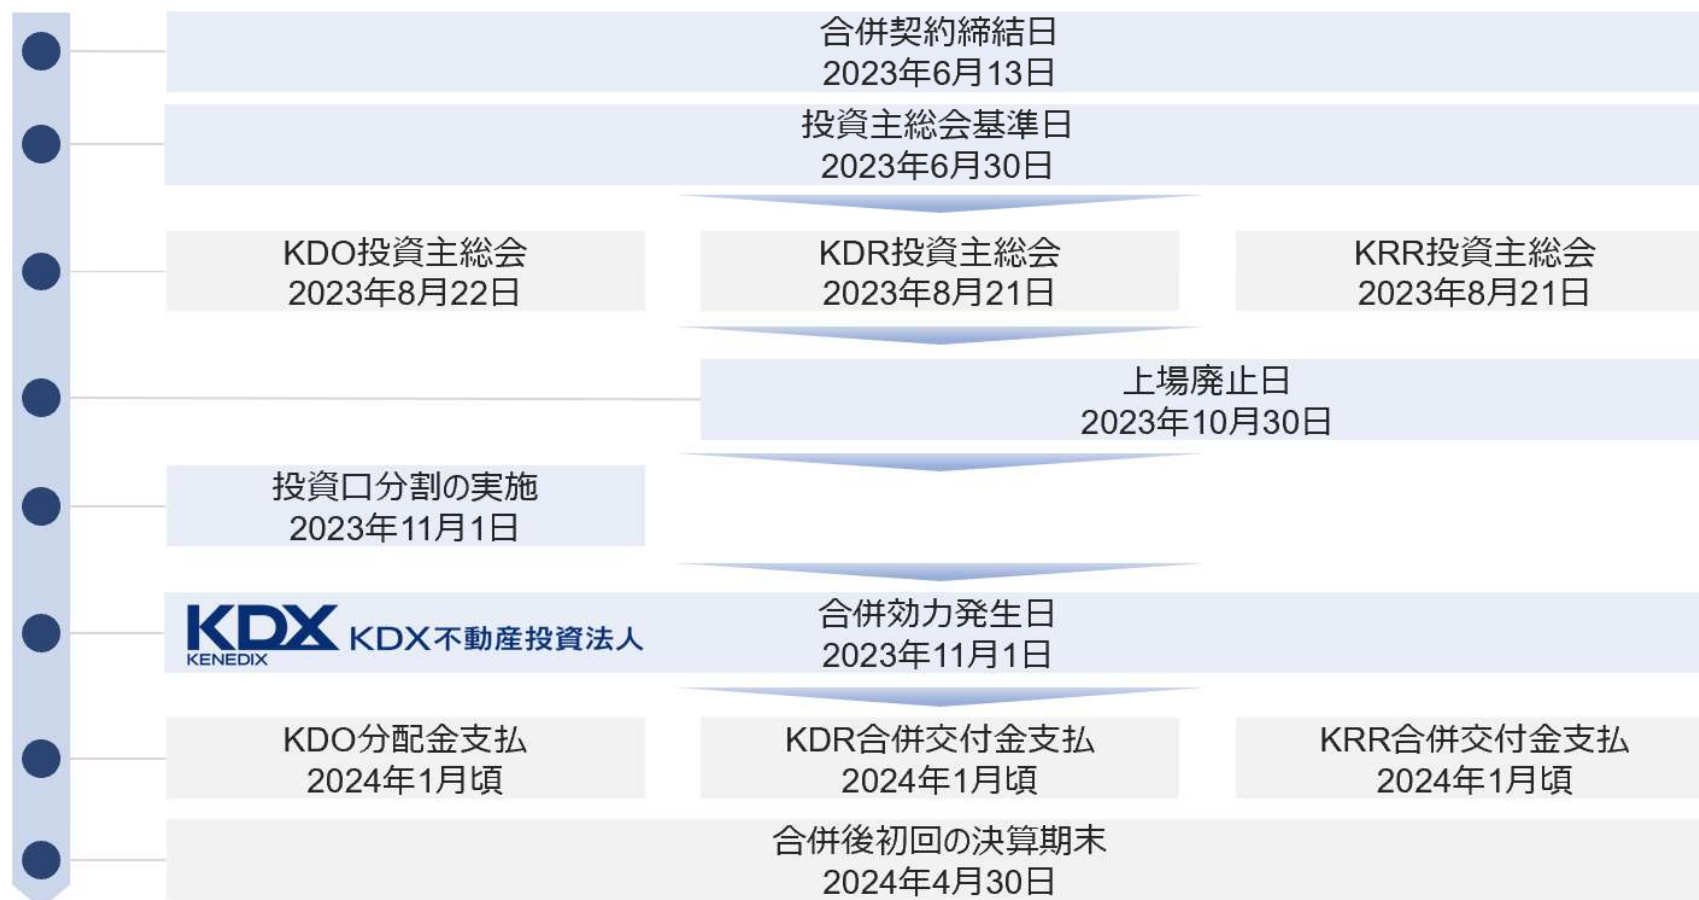 合併契約締結日
2023年6月13日
投資主総会基準日
2023年6月30日
KDO投資主総会
2023年8月22日
KDR投資主総会
2023年8月21日
KRR投資主総会
2023年8月21日
上場廃止日
2023年10月30日
投資口分割の実施
2023年11月1日
KDX
KENEDIX
KDX不動産投資法人
合併効力発生日
2023年11月1日
KDO分配金支払
2024年1月頃
KDR合併交付金支払
2024年1月頃
KRR合併交付金支払
2024年1月頃
合併後初回の決算期末
2024年4月30日